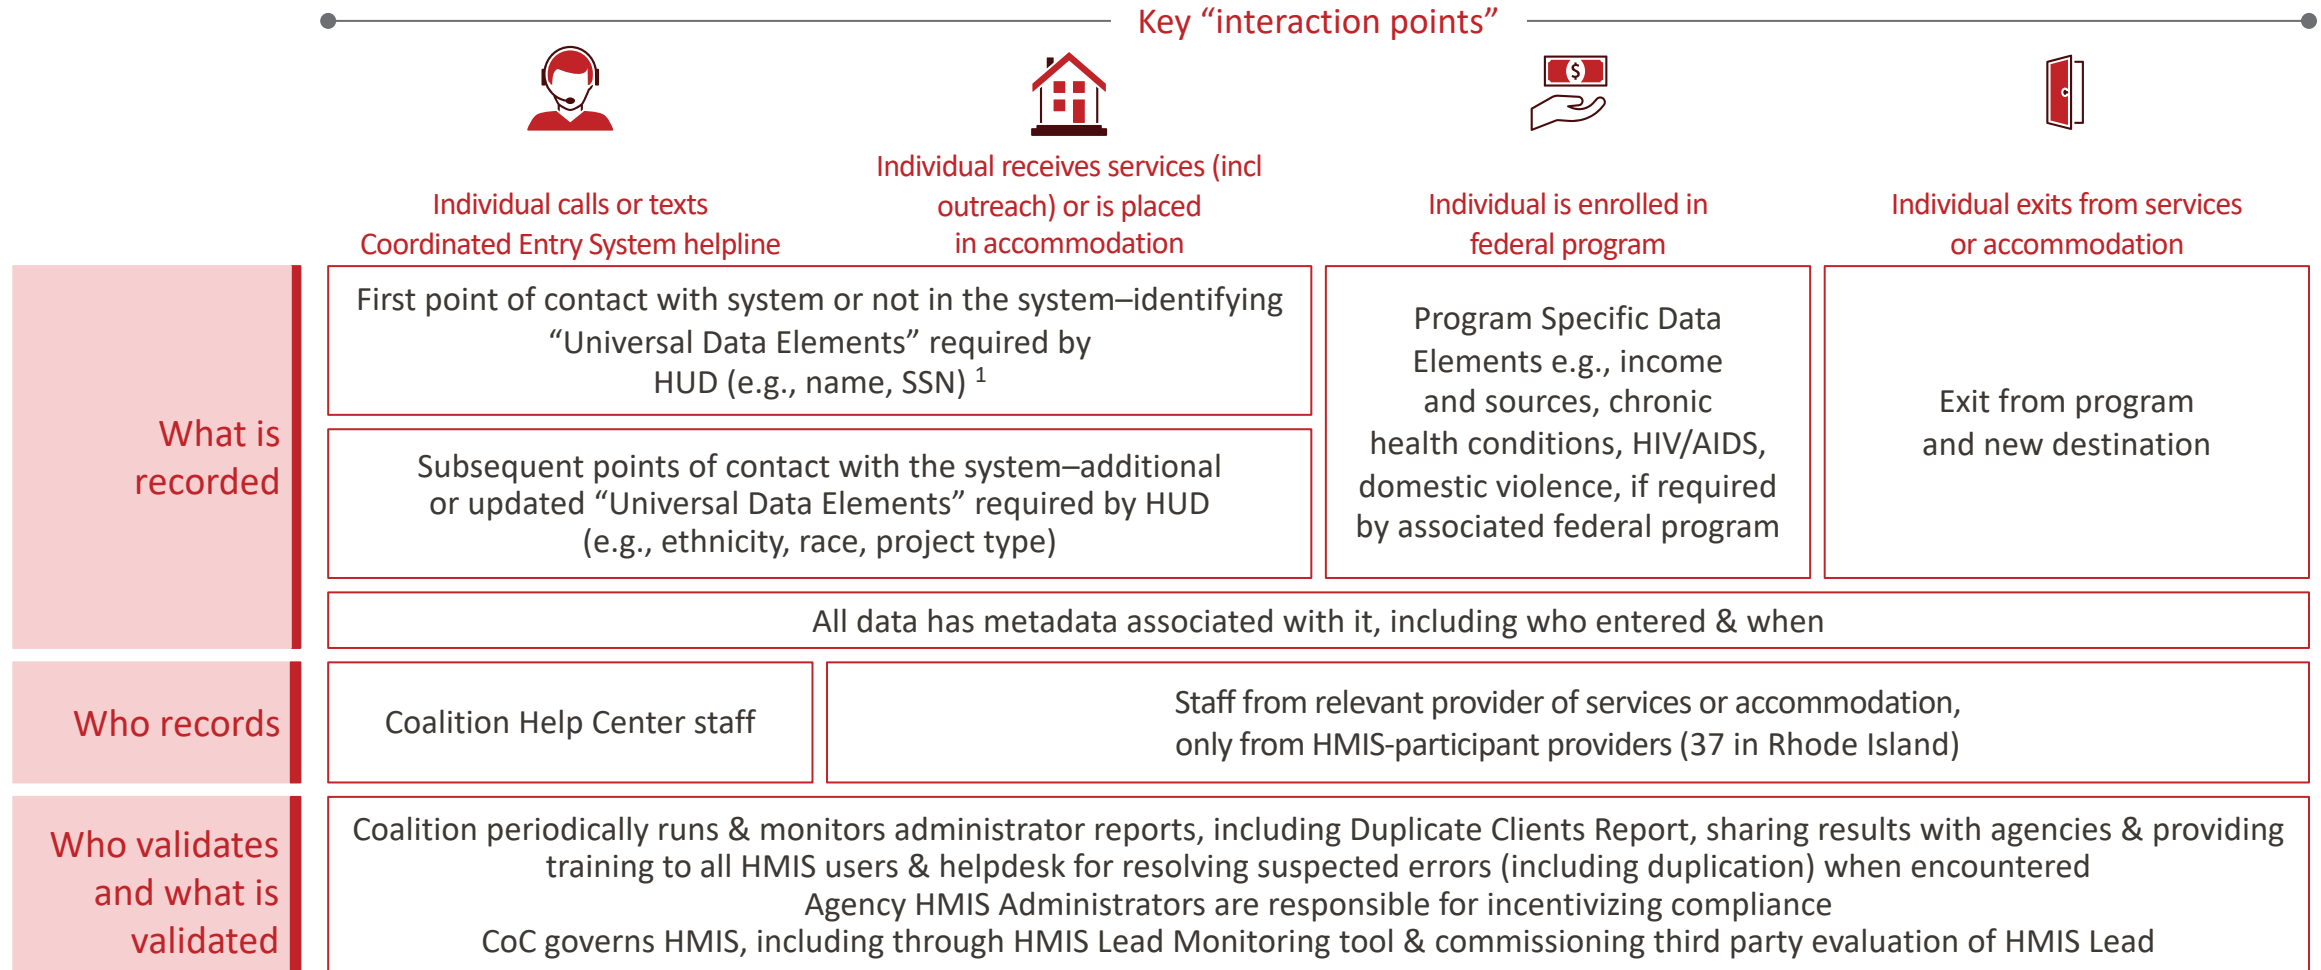 Key “interaction points”
Individual calls or texts
Coordinated Entry System helpline
Individual receives services (incl
outreach) or is placed
in accommodation
Individual is enrolled in
federal program
Individual exits from services
or accommodation
What is
recorded
First point of contact with system or not in the system–identifying
“Universal Data Elements” required by
HUD (e.g., name, SSN) 1
Subsequent points of contact with the system–additional
or updated “Universal Data Elements” required by HUD
(e.g., ethnicity, race, project type)
Program Specific Data
Elements e.g., income
and sources, chronic
health conditions, HIV/AIDS,
domestic violence, if required
by associated federal program
Exit from program
and new destination
All data has metadata associated with it, including who entered & when
Who records
Coalition Help Center staff
Staff from relevant provider of services or accommodation,
only from HMIS-participant providers (37 in Rhode Island)
Who validates
and what is
validated
Coalition periodically runs & monitors administrator reports, including Duplicate Clients Report, sharing results with agencies & providing
training to all HMIS users & helpdesk for resolving suspected errors (including duplication) when encountered
Agency HMIS Administrators are responsible for incentivizing compliance
CoC governs HMIS, including through HMIS Lead Monitoring tool & commissioning third party evaluation of HMIS Lead